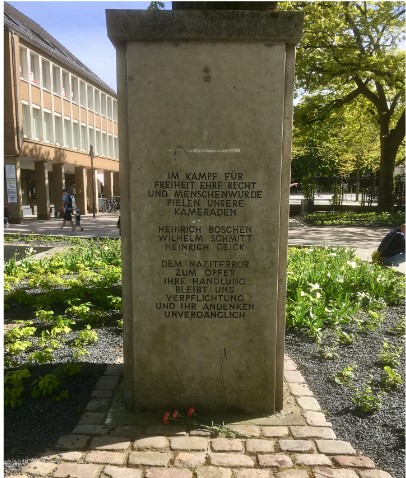 IM KAMPF FÜR
FREIHEIT EHRE RECHT
UND MENSCHENWÜRDE
FIELEN UNSERE
KAMERADEN
HEINRICH BOSCHEN
WILHELM SCHMITT
HEINRICH GEICK
DEM NAZITERROR
ZUM OPFER
IHRE HANDLUNG
BLEIBT UNS
VERPFLICHTUNG
UND IHR ANDENKEN
UNVERGÄNGLICH